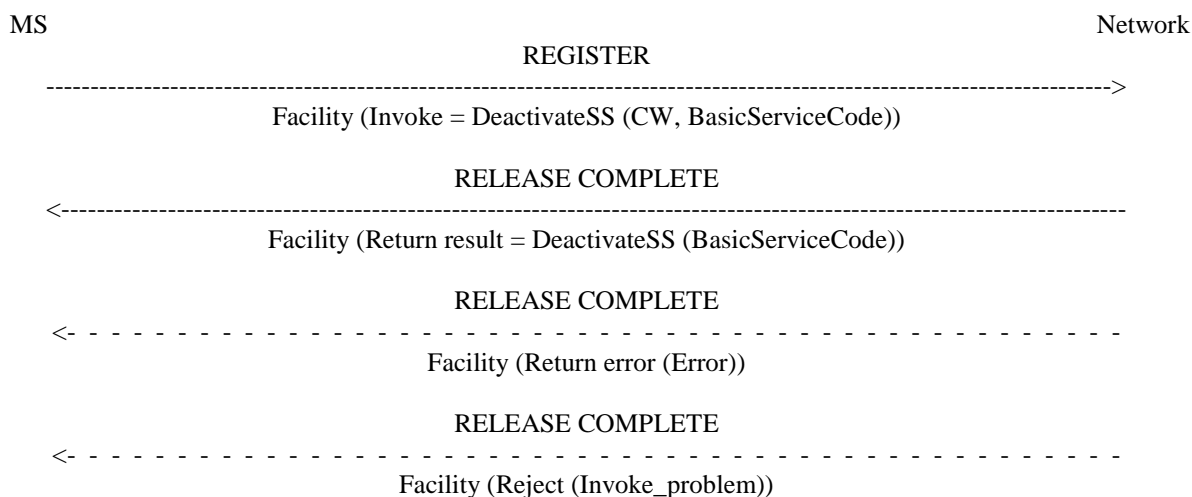 MS Network
REGISTER
Facility (Invoke = DeactivateSS (CW, BasicServiceCode))
RELEASE COMPLETE
Facility (Return result = DeactivateSS (BasicServiceCode))
RELEASE COMPLETE
Facility (Return error (Error))
RELEASE COMPLETE
Facility (Reject (Invoke_problem))